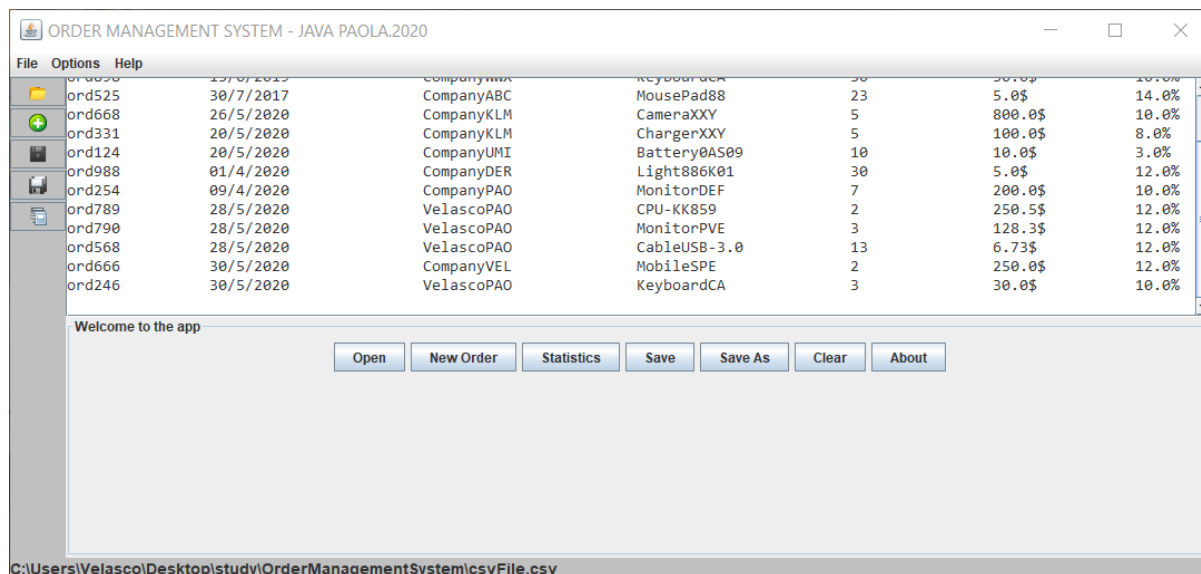 ORDER MANAGEMENT SYSTEM - JAVA PAOLA.2020
File Options Help
ord525 30/7/2017 CompanyABC MousePad88 23 5.0$ 14.0%
ord668 26/5/2020 CompanyKLM CameraXXY 5 800.0$ 10.0%
ord331 20/5/2020 CompanyKLM ChargerXXY 5 100.0$ 8.0%
ord124 20/5/2020 CompanyUMI Battery0AS09 10 10.0$ 3.0%
ord988 01/4/2020 CompanyDER Light886K01 30 5.0$ 12.0%
ord254 09/4/2020 CompanyPAO MonitorDEF 7 200.0$ 10.0%
ord789 28/5/2020 VelascoPAO CPU-KK859 2 250.5$ 12.0%
ord790 28/5/2020 VelascoPAO MonitorPVE 3 128.3$ 12.0%
ord568 28/5/2020 VelascoPAO CableUSB-3.0 13 6.73$ 12.0%
ord666 30/5/2020 CompanyVEL MobileSPE 2 250.0$ 12.0%
ord246 30/5/2020 VelascoPAO KeyboardCA 3 30.0$ 10.0%
Welcome to the app
Open New Order Statistics Save Save As Clear About
C:\Users\Velasco\Desktop\study\OrderManagementSystem\csvFile.csv